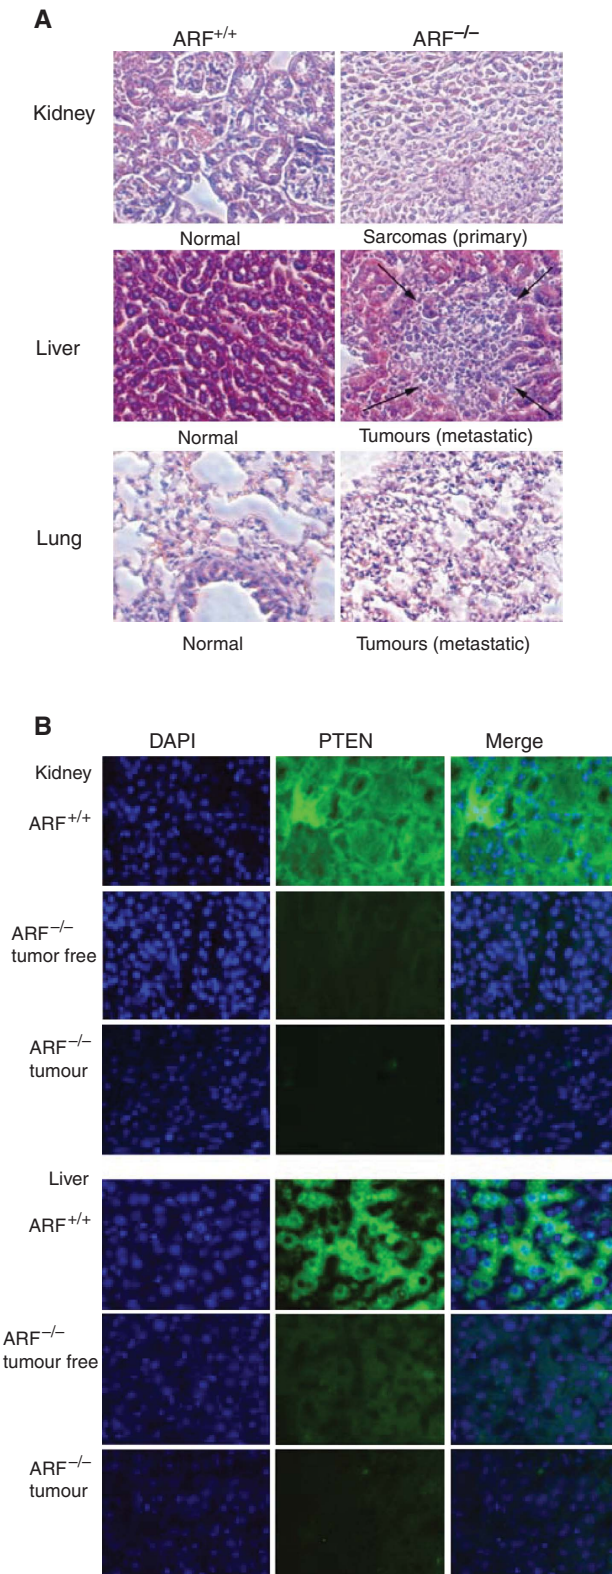 A
ARF+/+ ARF−/−
Kidney
Normal Sarcomas (primary)
Liver
Normal Tumours (metastatic)
Lung
Normal Tumours (metastatic)
B
DAPI PTEN Merge
Kidney
ARF+/+
ARF−/−
tumor free
ARF−/−
tumour
Liver
ARF+/+
ARF−/−
tumour free
ARF−/−
tumour